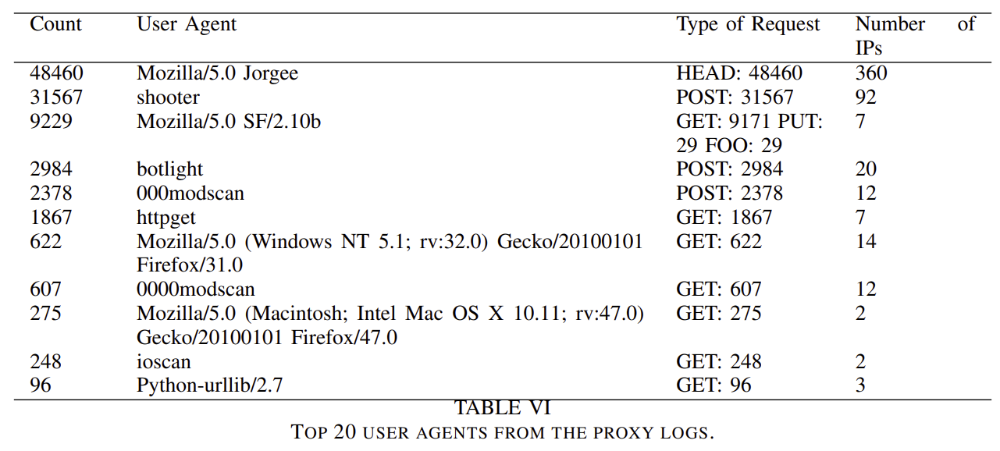 Count User Agent Type of Request Number of
IPs
48460 Mozilla/5.0 Jorgee HEAD: 48460 360
31567 shooter POST: 31567 92
9229 Mozilla/5.0 SF/2.10b GET: 9171 PUT: 7
29 FOO: 29
2984 botlight POST: 2984 20
2378 000modscan POST: 2378 12
1867 httpget GET: 1867 7
622 Mozilla/5.0 (Windows NT 5.1; rv:32.0) Gecko/20100101 GET: 622 14
Firefox/31.0
607 0000modscan GET: 607 12
275 Mozilla/5.0 (Macintosh; Intel Mac OS X 10.11; rv:47.0) GET: 275 2
Gecko/20100101 Firefox/47.0
248 ioscan GET: 248 2
96 Python-urllib/2.7 GET: 96 3
TABLE VI
TOP 20 USER AGENTS FROM THE PROXY LOGS.